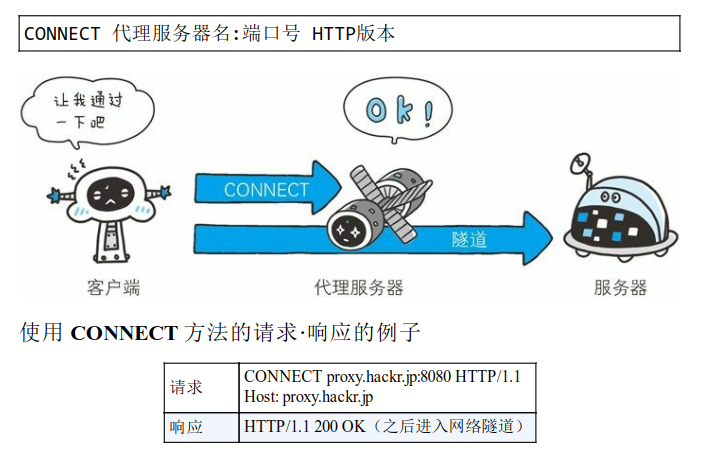 CONNECT 代理服务器名:端口号 HTTP版本
让我通过
一下吧
Ok!
CONNECT
隧道
客户端
代理服务器
服务器
使用 CONNECT 方法的请求·响应的例子
请求
CONNECT proxy.hackr.jp:8080 HTTP/1.1
Host: proxy.hackr.jp
响应
HTTP/1.1 200 OK（之后进入网络隧道）